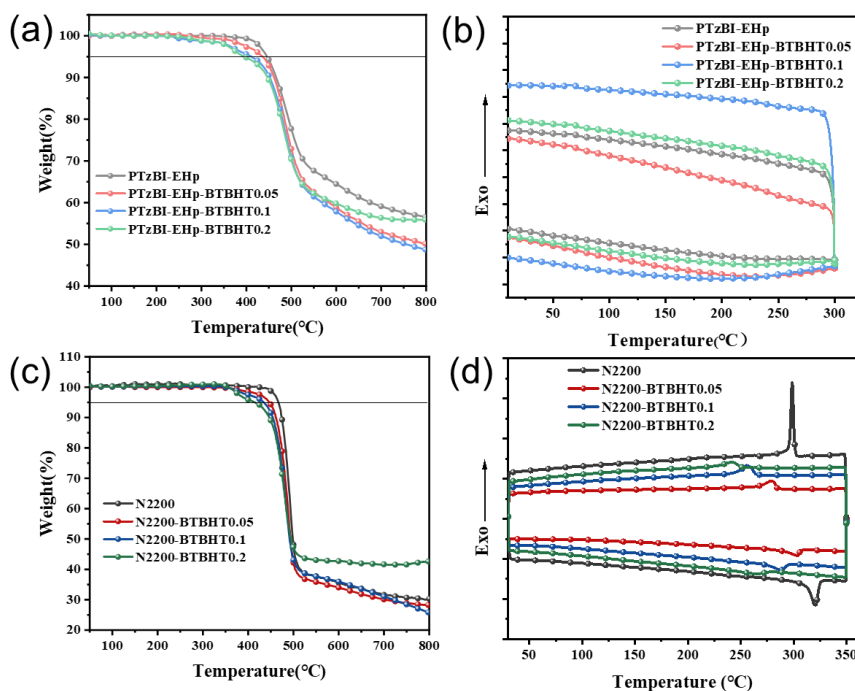 (a)
100
90
80
70
60
50
40
Weight(%)
PTzBI-EHp
PTzBI-EHp-BTBHT0.05
PTzBI-EHp-BTBHT0.1
PTzBI-EHp-BTBHT0.2
100 200 300 400 500 600 700 800
Temperature(℃)
(b)
Exo
PTzBI-EHp
PTzBI-EHp-BTBHT0.05
PTzBI-EHp-BTBHT0.1
PTzBI-EHp-BTBHT0.2
50 100 150 200 250 300
Temperature(℃)
(c)
110
100
90
80
70
60
50
40
30
20
Weight(%)
N2200
N2200-BTBHT0.05
N2200-BTBHT0.1
N2200-BTBHT0.2
100 200 300 400 500 600 700 800
Temperature(℃)
(d)
Exo
N2200
N2200-BTBHT0.05
N2200-BTBHT0.1
N2200-BTBHT0.2
50 100 150 200 250 300 350
Temperature (℃)